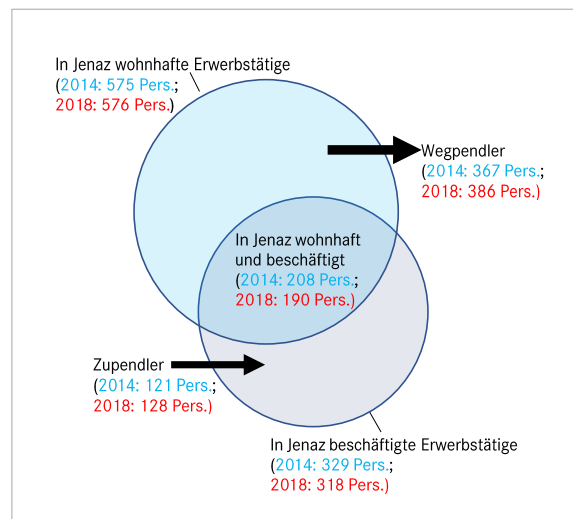 In Jenaz wohnhafte Erwerbstätige
(2014: 575 Pers.;
2018: 576 Pers.)
Wegpendler
(2014: 367 Pers.;
2018: 386 Pers.)
In Jenaz wohnhaft
und beschäftigt
(2014: 208 Pers.;
2018: 190 Pers.)
Zupendler
(2014: 121 Pers.;
2018: 128 Pers.)
In Jenaz beschäftigte Erwerbstätige
(2014: 329 Pers.;
2018: 318 Pers.)